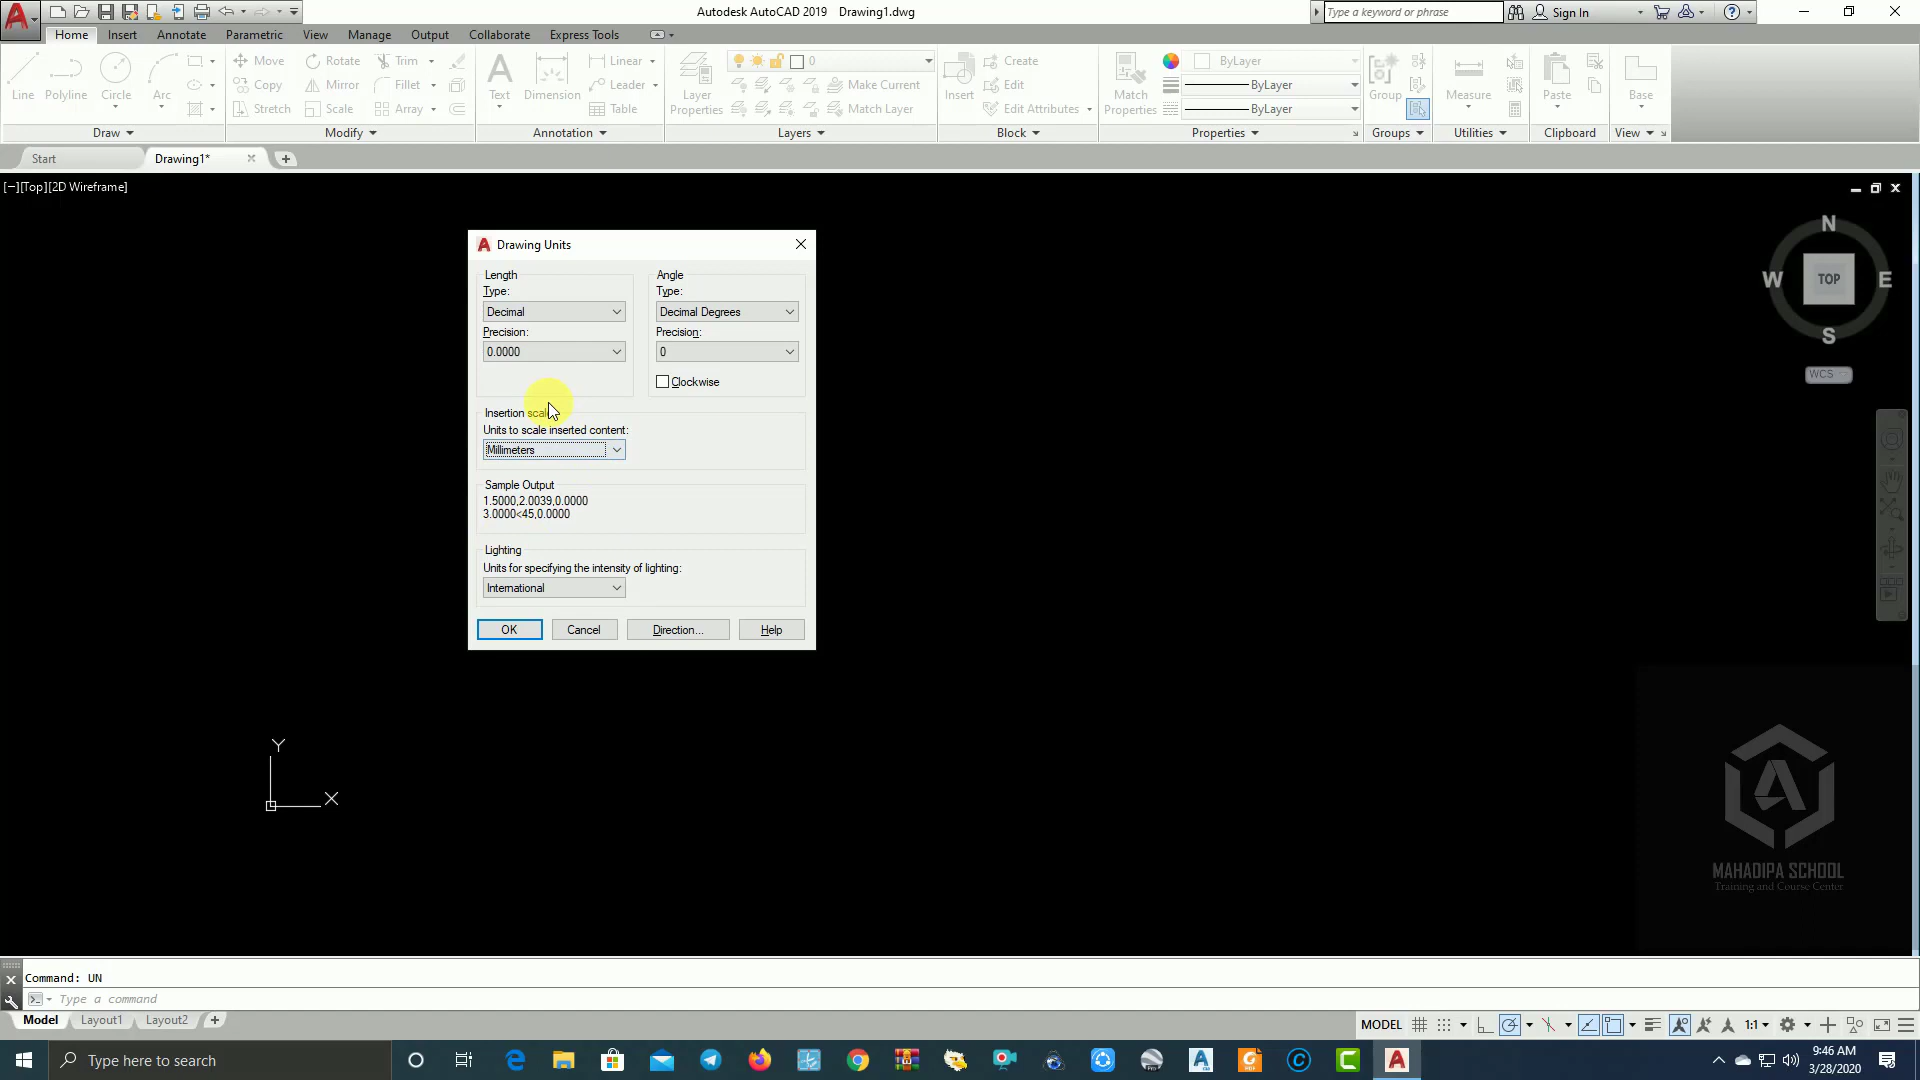 Autodesk AutoCAD 2019 Drawing1.dwg
Type a keyword or phrase
Sign In
Home Insert Annotate Parametric View Manage Output Collaborate Express Tools
Line Polyline Circle Arc
Move Rotate Trim
Copy Mirror Fillet
Stretch Scale Array
Text Dimension
Linear
Leader
Table
Layer Properties
0
Make Current
Match Layer
Insert
Create
Edit
Edit Attributes
Match Properties
ByLayer
ByLayer
ByLayer
Group
Measure
Paste
Base
Draw Modify Annotation Layers Block Properties Groups Utilities Clipboard View
Start Drawing1*
[−][Top][2D Wireframe]
N
W TOP E
S
WCS
Drawing Units
Length
Type:
Decimal
Precision:
0.0000
Angle
Type:
Decimal Degrees
Precision:
0
Clockwise
Insertion scale
Units to scale inserted content:
Millimeters
Sample Output
1.5000,2.0039,0.0000
3.0000<45,0.0000
Lighting
Units for specifying the intensity of lighting:
International
OK Cancel Direction... Help
Y
X
MAHADIPA SCHOOL
Training and Course Center
Command: UN
Type a command
Model Layout1 Layout2
MODEL
1:1
Type here to search
9:46 AM
3/28/2020